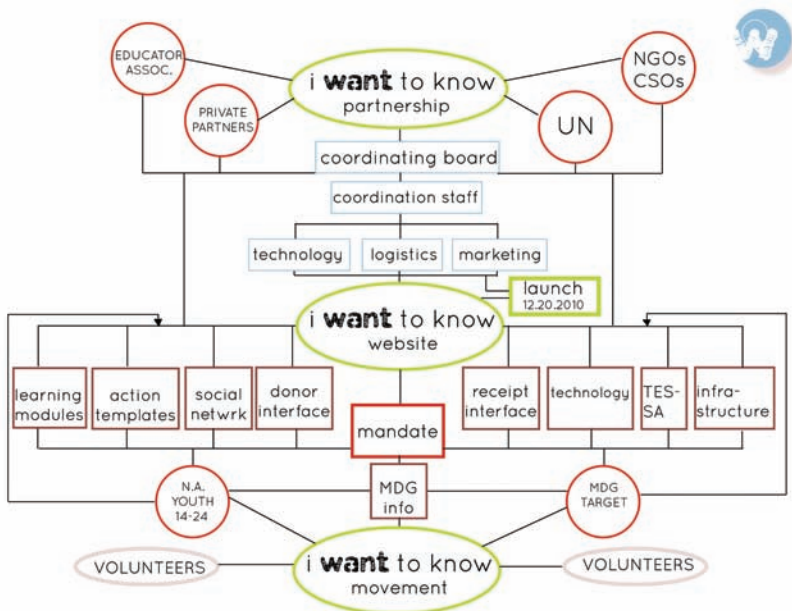 EDUCATOR
ASSOC.
PRIVATE
PARTNERS
i want to know
partnership
NGOs
CSOs
UN
coordinating board
coordination staff
technology
logistics
marketing
launch
12.20.2010
i want to know
website
learning
modules
action
templates
social
netwrk
donor
interface
receipt
interface
technology
TES-
SA
infra-
structure
mandate
N.A.
YOUTH
14-24
MDG
info
MDG
TARGET
VOLUNTEERS
i want to know
movement
VOLUNTEERS
W